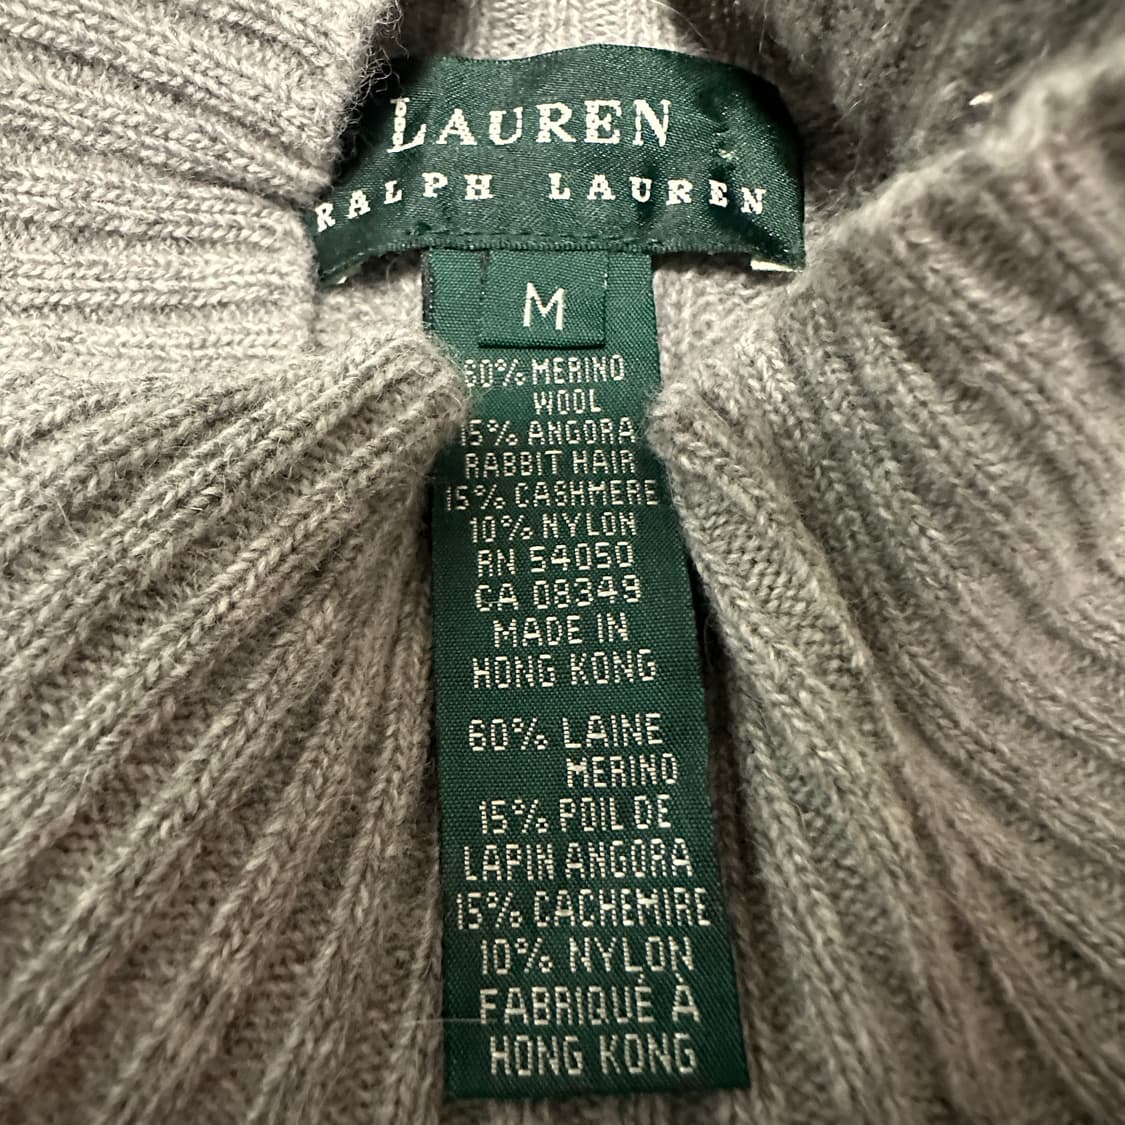 LAUREN
RALPH LAUREN
M
60% MERINO
WOOL
15% ANGORA
RABBIT HAIR
15% CASHMERE
10% NYLON
RN 54050
CA 08349
MADE IN
HONG KONG
60% LAINE
MERINO
15% POIL DE
LAPIN ANGORA
15% CACHEMIRE
10% NYLON
FABRIQUÉ À
HONG KONG